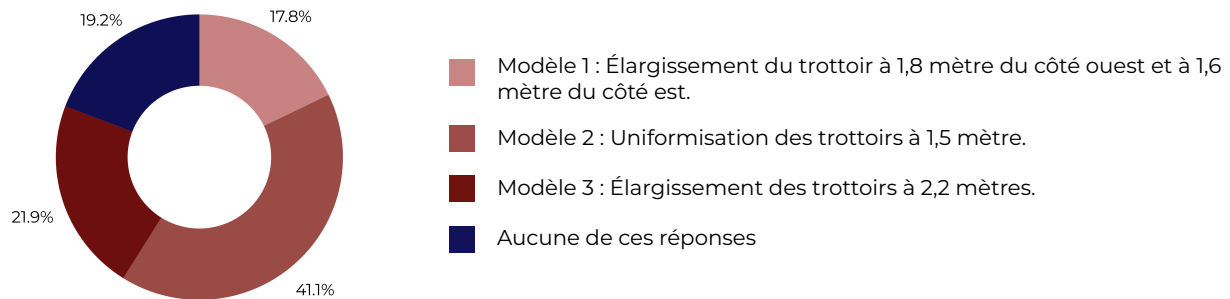 19.2%
17.8%
21.9%
41.1%
Modèle 1 : Élargissement du trottoir à 1,8 mètre du côté ouest et à 1,6
mètre du côté est.
Modèle 2 : Uniformisation des trottoirs à 1,5 mètre.
Modèle 3 : Élargissement des trottoirs à 2,2 mètres.
Aucune de ces réponses